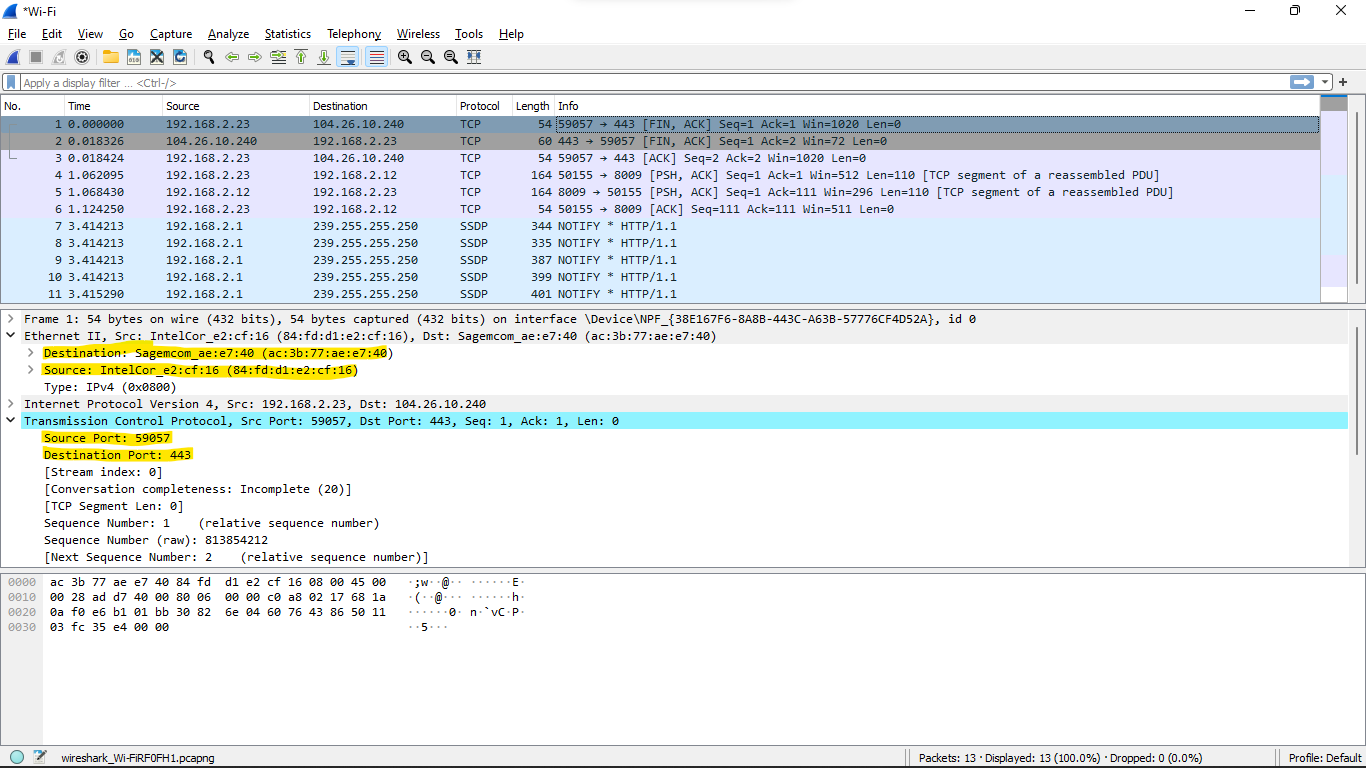 *Wi-Fi
File Edit View Go Capture Analyze Statistics Telephony Wireless Tools Help
Apply a display filter ... <Ctrl-/>
No. Time Source Destination Protocol Length Info
1 0.000000 192.168.2.23 104.26.10.240 TCP 54 59057 → 443 [FIN, ACK] Seq=1 Ack=1 Win=1020 Len=0
2 0.018326 104.26.10.240 192.168.2.23 TCP 60 443 → 59057 [FIN, ACK] Seq=1 Ack=2 Win=72 Len=0
3 0.018424 192.168.2.23 104.26.10.240 TCP 54 59057 → 443 [ACK] Seq=2 Ack=2 Win=1020 Len=0
4 1.062095 192.168.2.23 192.168.2.12 TCP 164 50155 → 8009 [PSH, ACK] Seq=1 Ack=1 Win=512 Len=110 [TCP segment of a reassembled PDU]
5 1.068430 192.168.2.12 192.168.2.23 TCP 164 8009 → 50155 [PSH, ACK] Seq=1 Ack=111 Win=296 Len=110 [TCP segment of a reassembled PDU]
6 1.124250 192.168.2.23 192.168.2.12 TCP 54 50155 → 8009 [ACK] Seq=111 Ack=111 Win=511 Len=0
7 3.414213 192.168.2.1 239.255.255.250 SSDP 344 NOTIFY * HTTP/1.1
8 3.414213 192.168.2.1 239.255.255.250 SSDP 335 NOTIFY * HTTP/1.1
9 3.414213 192.168.2.1 239.255.255.250 SSDP 387 NOTIFY * HTTP/1.1
10 3.414213 192.168.2.1 239.255.255.250 SSDP 399 NOTIFY * HTTP/1.1
11 3.415290 192.168.2.1 239.255.255.250 SSDP 401 NOTIFY * HTTP/1.1
Frame 1: 54 bytes on wire (432 bits), 54 bytes captured (432 bits) on interface \Device\NPF_{38E167F6-8A8B-443C-A63B-57776CF4D52A}, id 0
Ethernet II, Src: IntelCor_e2:cf:16 (84:fd:d1:e2:cf:16), Dst: Sagemcom_ae:e7:40 (ac:3b:77:ae:e7:40)
Destination: Sagemcom_ae:e7:40 (ac:3b:77:ae:e7:40)
Source: IntelCor_e2:cf:16 (84:fd:d1:e2:cf:16)
Type: IPv4 (0x0800)
Internet Protocol Version 4, Src: 192.168.2.23, Dst: 104.26.10.240
Transmission Control Protocol, Src Port: 59057, Dst Port: 443, Seq: 1, Ack: 1, Len: 0
Source Port: 59057
Destination Port: 443
[Stream index: 0]
[Conversation completeness: Incomplete (20)]
[TCP Segment Len: 0]
Sequence Number: 1 (relative sequence number)
Sequence Number (raw): 813854212
[Next Sequence Number: 2 (relative sequence number)]
0000 ac 3b 77 ae e7 40 84 fd d1 e2 cf 16 08 00 45 00 ·;w··@·· ······E·
0010 00 28 ad d7 40 00 80 06 00 00 c0 a8 02 17 68 1a ·(··@··· ······h·
0020 0a f0 e6 b1 01 bb 30 82 6e 04 60 76 43 86 50 11 ······0· n·`vC·P·
0030 03 fc 35 e4 00 00 ··5···
wireshark_Wi-FiRF0FH1.pcapng Packets: 13 · Displayed: 13 (100.0%) · Dropped: 0 (0.0%) Profile: Default